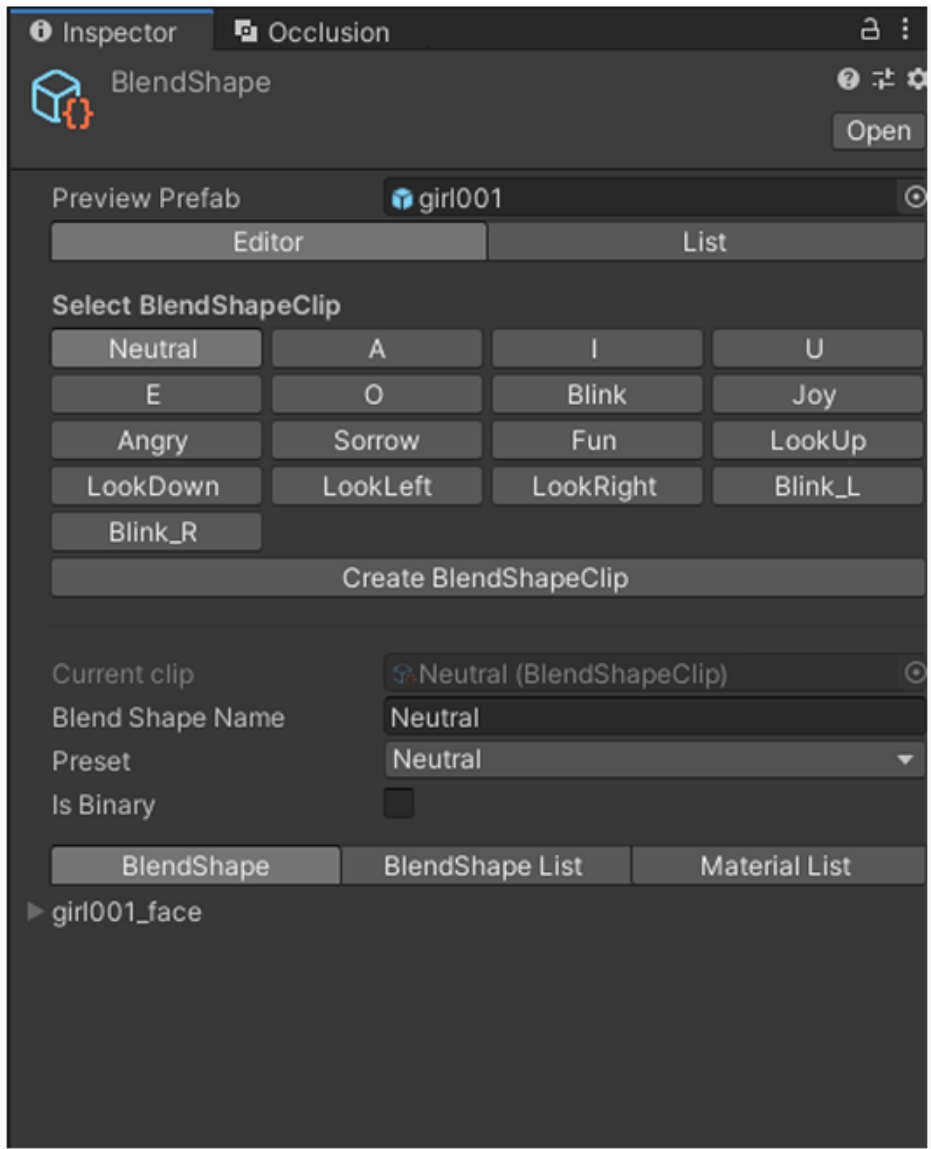 Inspector Occlusion
BlendShape
Open
Preview Prefab girl001
Editor List
Select BlendShapeClip
Neutral A I U
E O Blink Joy
Angry Sorrow Fun LookUp
LookDown LookLeft LookRight Blink_L
Blink_R
Create BlendShapeClip
Current clip Neutral (BlendShapeClip)
Blend Shape Name Neutral
Preset Neutral
Is Binary
BlendShape BlendShape List Material List
girl001_face